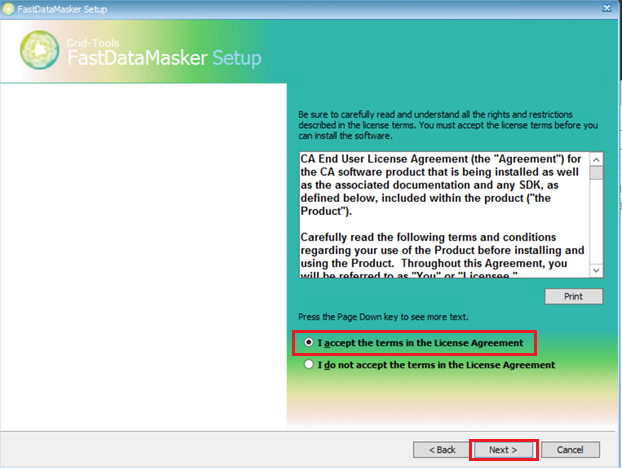 FastDataMasker Setup
Grid-Tools
FastDataMasker Setup
Be sure to carefully read and understand all the rights and restrictions
described in the license terms. You must accept the license terms before you
can install the software.
CA End User License Agreement (the "Agreement") for
the CA software product that is being installed as well
as the associated documentation and any SDK, as
defined below, included within the product ("the
Product").
Carefully read the following terms and conditions
regarding your use of the Product before installing and
using the Product.  Throughout this Agreement, you
will be referred to as "You" or "Licensee."
Print
Press the Page Down key to see more text.
I accept the terms in the License Agreement
I do not accept the terms in the License Agreement
< Back
Next >
Cancel